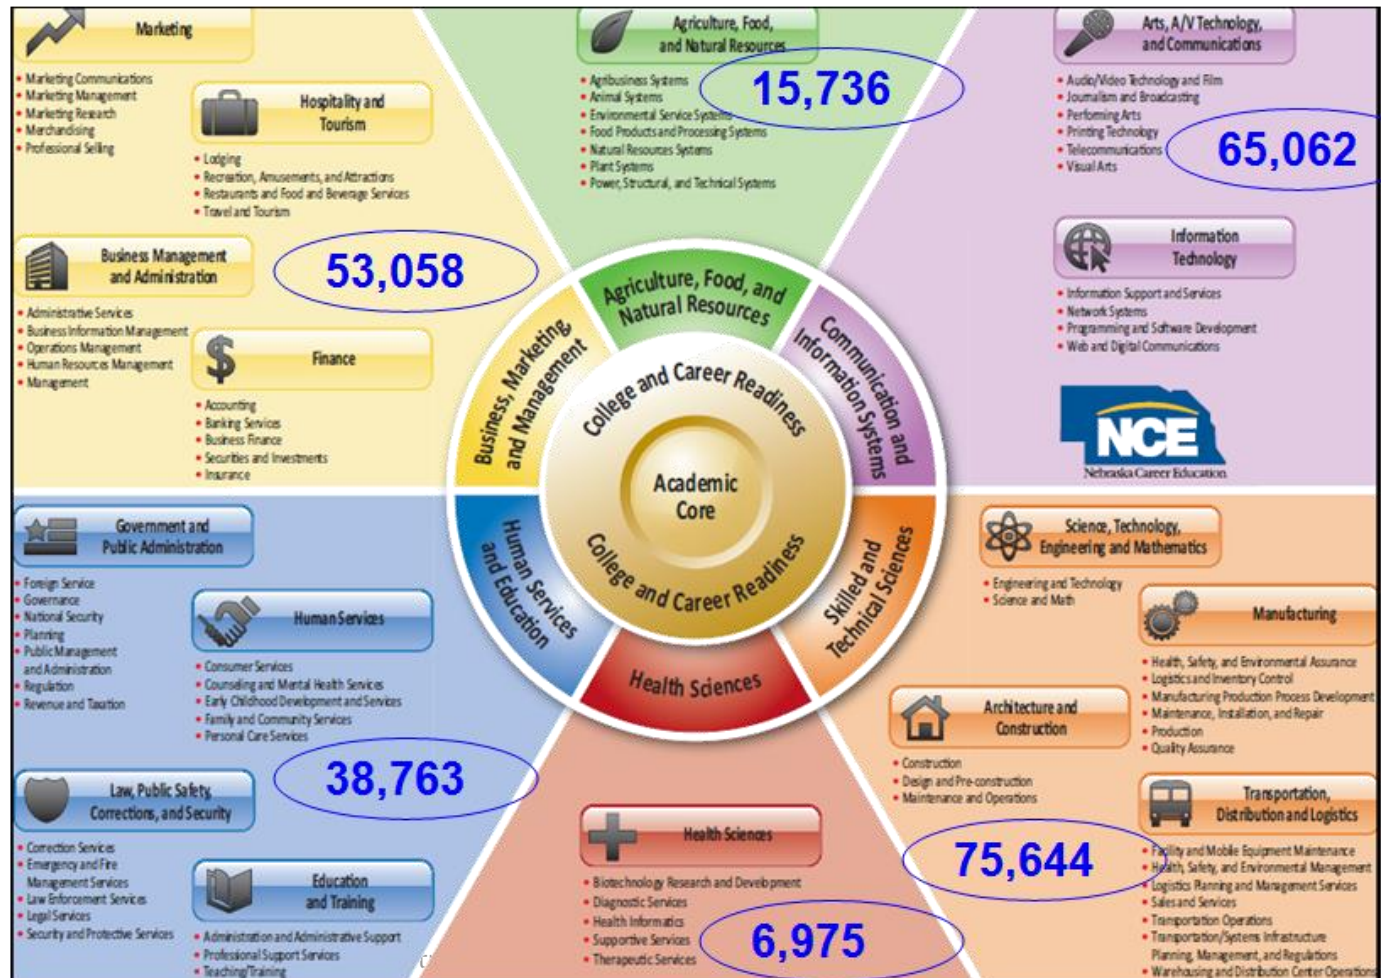 Marketing
• Marketing Communications
• Marketing Management
• Marketing Research
• Merchandising
• Professional Selling
Hospitality and
Tourism
• Lodging
• Recreation, Amusements, and Attractions
• Restaurants and Food and Beverage Services
• Travel and Tourism
Business Management
and Administration
53,058
• Administrative Services
• Business Information Management
• Operations Management
• Human Resources Management
• Management
Finance
• Accounting
• Banking Services
• Business Finance
• Securities and Investments
• Insurance
Agriculture, Food,
and Natural Resources
15,736
• Agribusiness Systems
• Animal Systems
• Environmental Service Systems
• Food Products and Processing Systems
• Natural Resources Systems
• Plant Systems
• Power, Structural, and Technical Systems
Arts, A/V Technology,
and Communications
• Audio/Video Technology and Film
• Journalism and Broadcasting
• Performing Arts
• Printing Technology
• Telecommunications
• Visual Arts
65,062
Information
Technology
• Information Support and Services
• Network Systems
• Programming and Software Development
• Web and Digital Communications
NCE
Nebraska Career Education
Agriculture, Food, and
Natural Resources
Communication and
Information Systems
Skilled and
Technical Sciences
Health Sciences
Human Services
and Education
Business, Marketing,
and Management
College and Career Readiness
Academic
Core
College and Career Readiness
Government and
Public Administration
• Foreign Service
• Governance
• National Security
• Planning
• Public Management
and Administration
• Regulation
• Revenue and Taxation
Human Services
• Consumer Services
• Counseling and Mental Health Services
• Early Childhood Development and Services
• Family and Community Services
• Personal Care Services
38,763
Law, Public Safety,
Corrections, and Security
• Correction Services
• Emergency and Fire
Management Services
• Law Enforcement Services
• Legal Services
• Security and Protective Services
Education
and Training
• Administration and Administrative Support
• Professional Support Services
• Teaching/Training
Health Sciences
• Biotechnology Research and Development
• Diagnostic Services
• Health Informatics
• Supportive Services
• Therapeutic Services
6,975
Science, Technology,
Engineering and Mathematics
• Engineering and Technology
• Science and Math
Manufacturing
• Health, Safety, and Environmental Assurance
• Logistics and Inventory Control
• Manufacturing Production Process Development
• Maintenance, Installation, and Repair
• Production
• Quality Assurance
Architecture and
Construction
• Construction
• Design and Pre-construction
• Maintenance and Operations
75,644
Transportation,
Distribution and Logistics
• Facility and Mobile Equipment Maintenance
• Health, Safety, and Environmental Management
• Logistics Planning and Management Services
• Sales and Services
• Transportation Operations
• Transportation/Systems Infrastructure
Planning, Management, and Regulations
• Warehousing and Distribution Center Operations